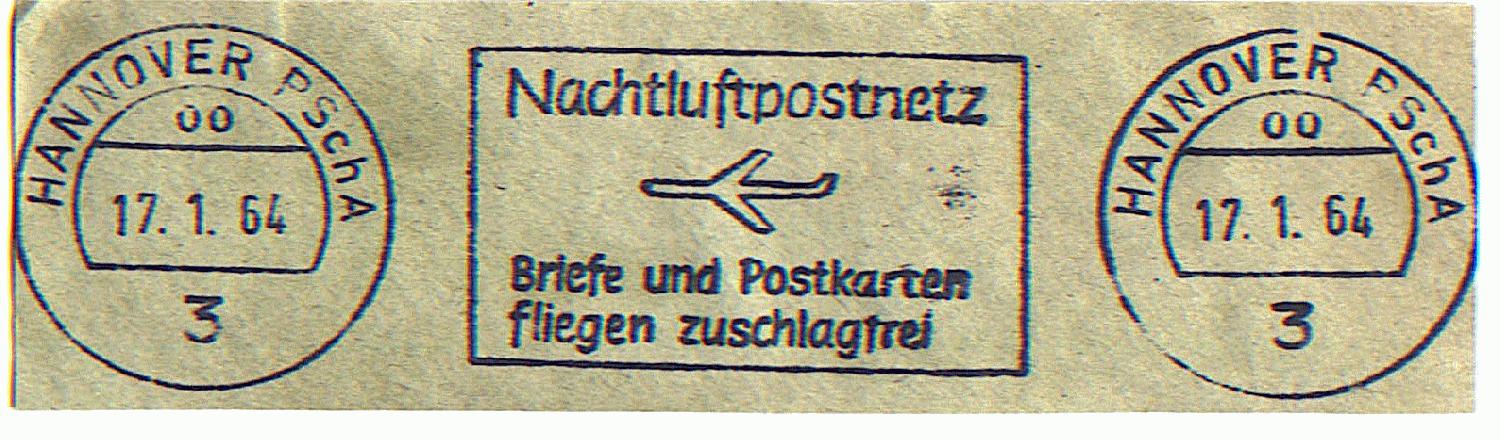 HANNOVER PSchA
00
17. 1. 64
3
Nachtluftpostnetz
Briefe und Postkarten
fliegen zuschlagfrei
HANNOVER PSchA
00
17. 1. 64
3